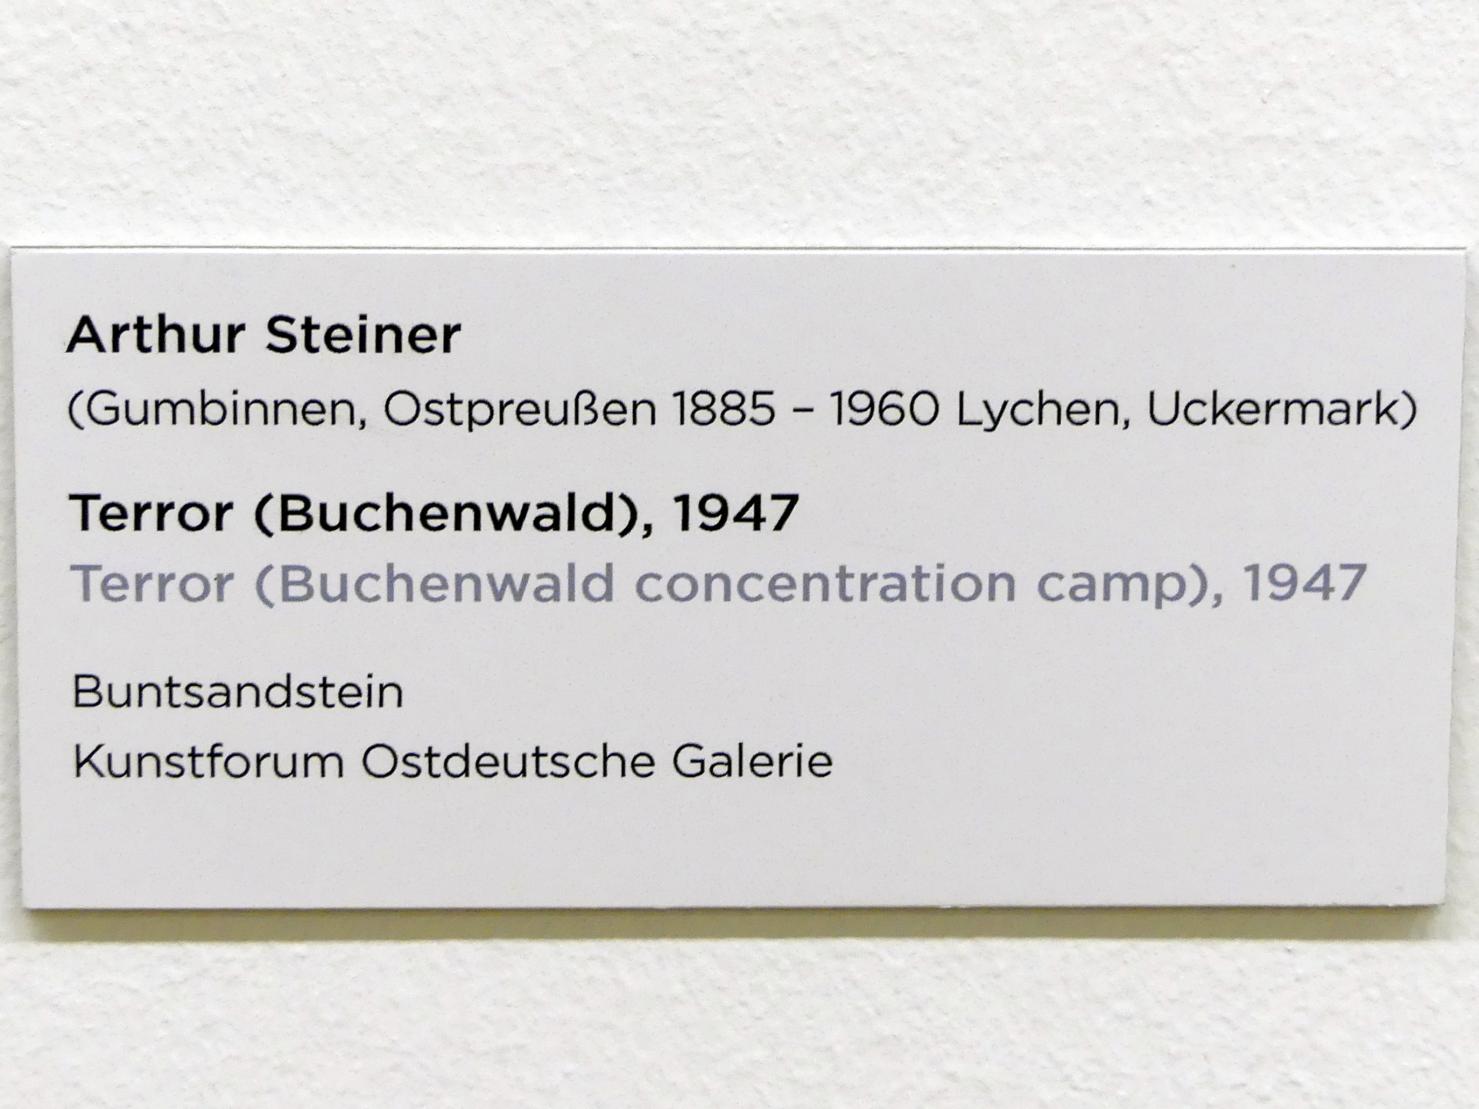 Arthur Steiner
(Gumbinnen, Ostpreußen 1885 – 1960 Lychen, Uckermark)
Terror (Buchenwald), 1947
Terror (Buchenwald concentration camp), 1947
Buntsandstein
Kunstforum Ostdeutsche Galerie